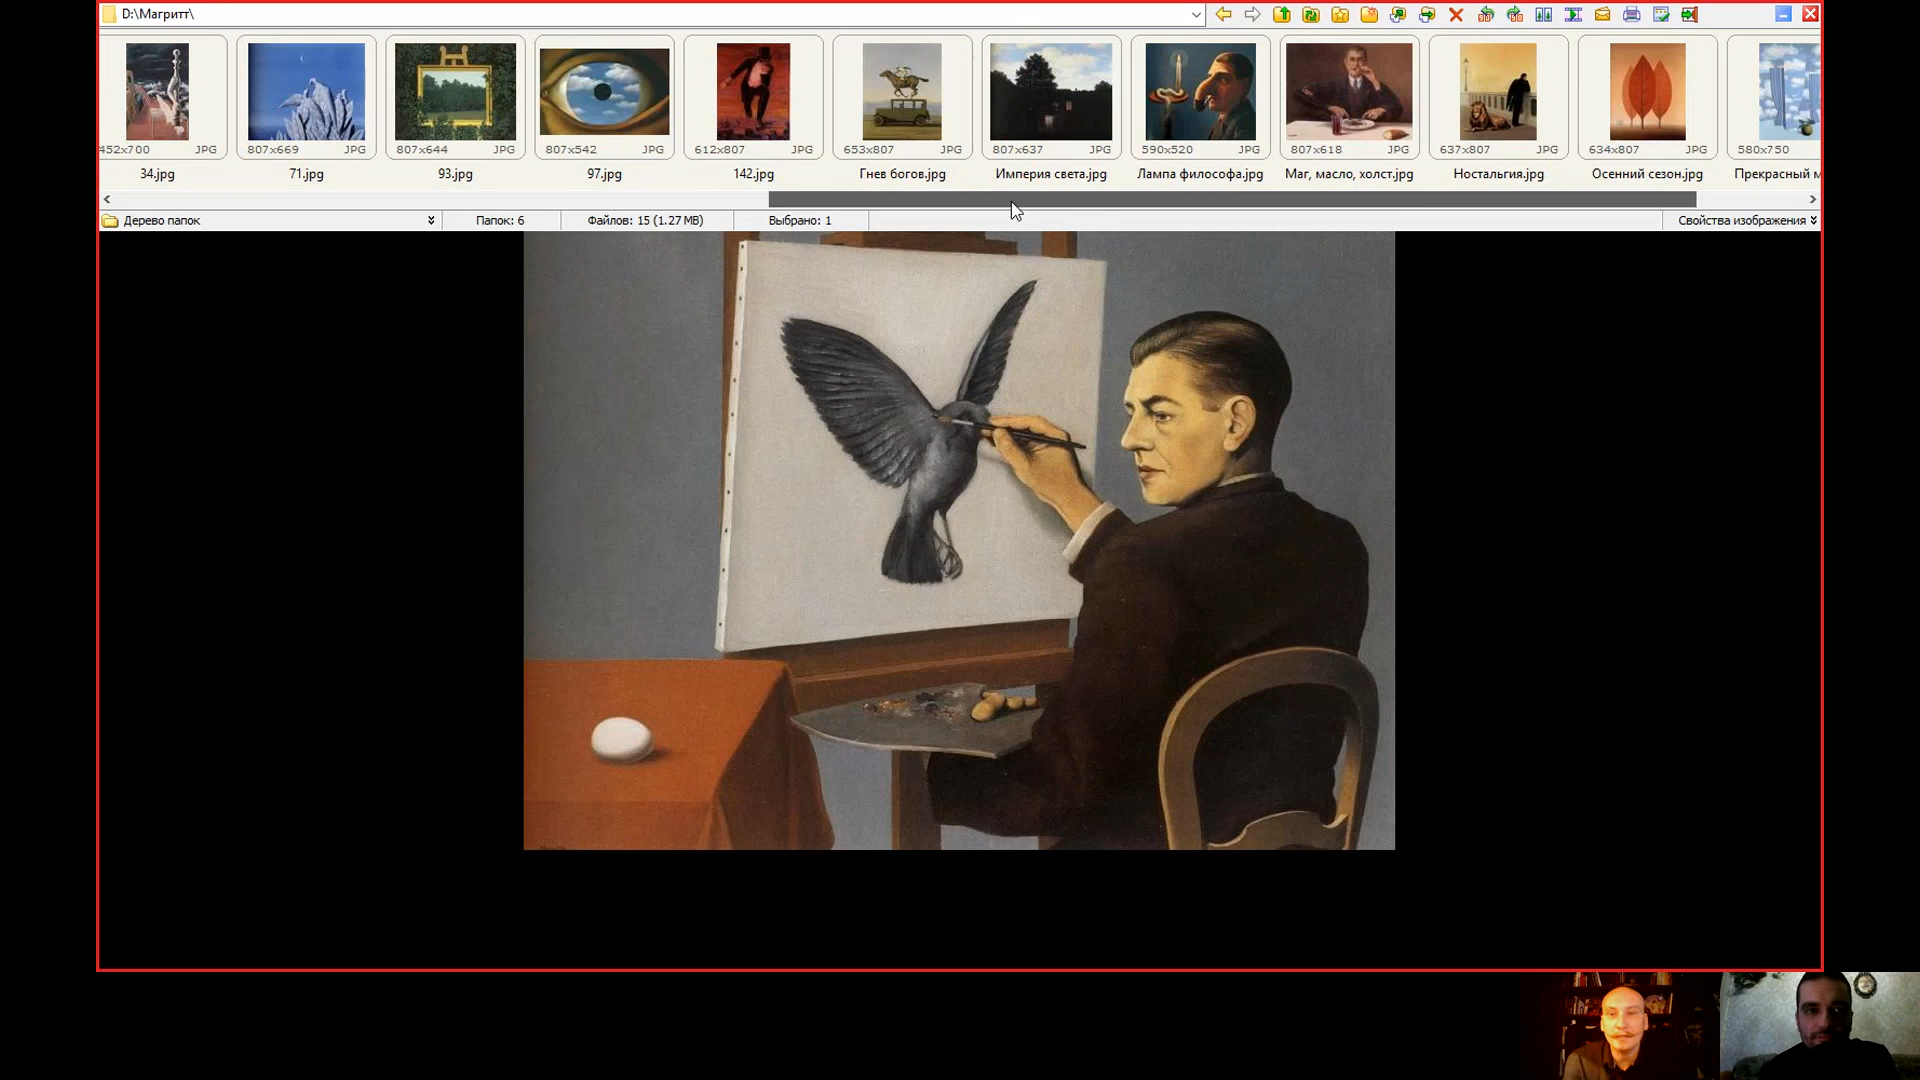 D:\Магритт\
452x700 JPG
807x669 JPG
807x644 JPG
807x542 JPG
612x807 JPG
653x807 JPG
807x637 JPG
590x520 JPG
807x618 JPG
637x807 JPG
634x807 JPG
580x750
34.jpg
71.jpg
93.jpg
97.jpg
142.jpg
Гнев богов.jpg
Империя света.jpg
Лампа философа.jpg
Маг, масло, холст.jpg
Ностальгия.jpg
Осенний сезон.jpg
Прекрасный м
Дерево папок
Папок: 6
Файлов: 15 (1.27 MB)
Выбрано: 1
Свойства изображения